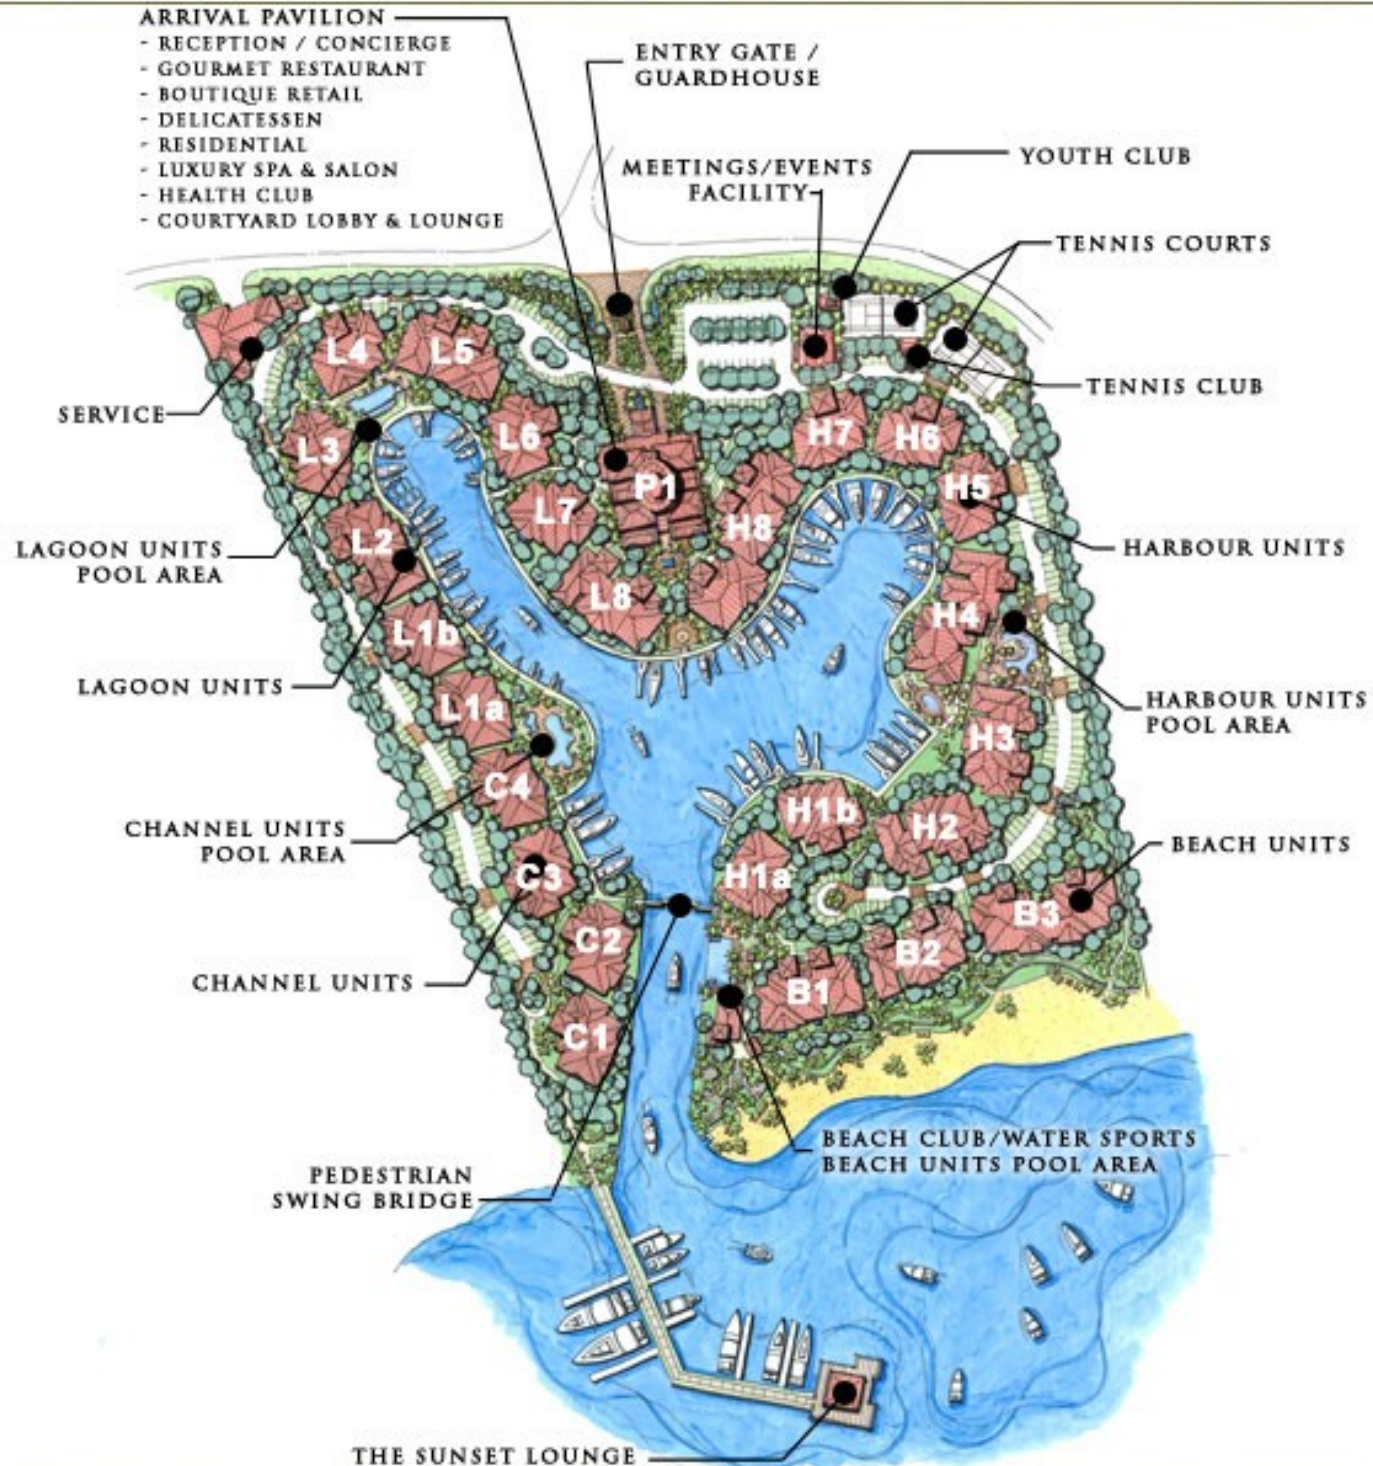 ARRIVAL PAVILION
- RECEPTION / CONCIERGE
- GOURMET RESTAURANT
- BOUTIQUE RETAIL
- DELICATESSEN
- RESIDENTIAL
- LUXURY SPA & SALON
- HEALTH CLUB
- COURTYARD LOBBY & LOUNGE
ENTRY GATE /
GUARDHOUSE
MEETINGS/EVENTS
FACILITY
YOUTH CLUB
TENNIS COURTS
TENNIS CLUB
SERVICE
L4
L5
L3
L6
H7
H6
P1
H5
L7
H8
L2
LAGOON UNITS
POOL AREA
HARBOUR UNITS
L8
H4
L1b
LAGOON UNITS
L1a
HARBOUR UNITS
POOL AREA
H3
C4
H1b
H2
CHANNEL UNITS
POOL AREA
BEACH UNITS
C3
H1a
B3
C2
B2
CHANNEL UNITS
B1
C1
BEACH CLUB/WATER SPORTS
BEACH UNITS POOL AREA
PEDESTRIAN
SWING BRIDGE
THE SUNSET LOUNGE